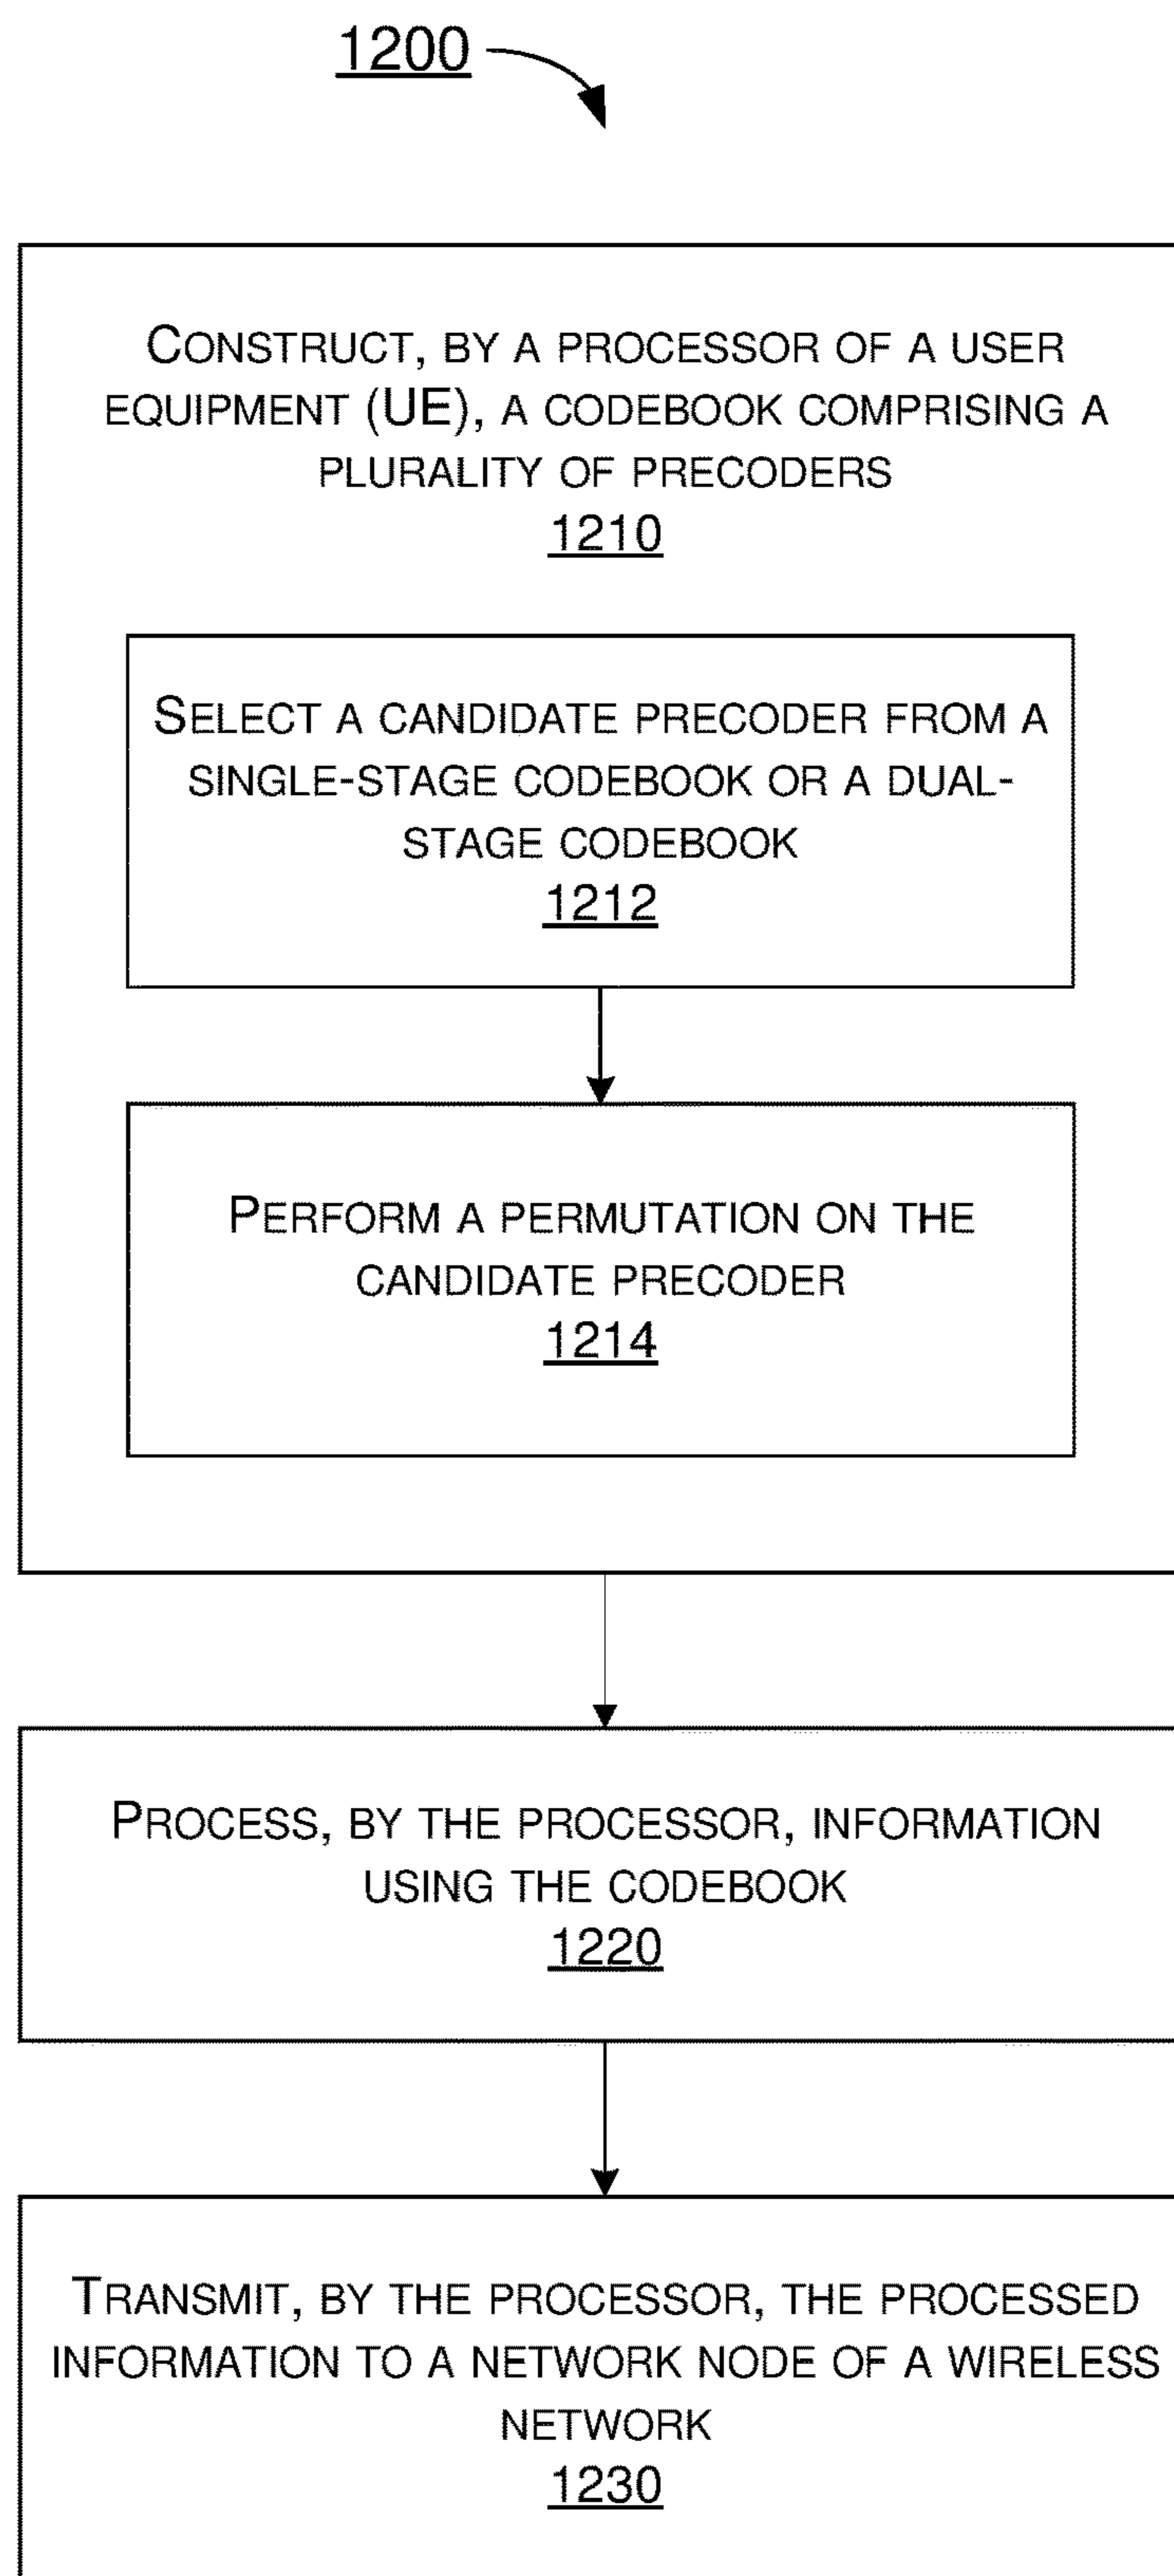 1200
CONSTRUCT, BY A PROCESSOR OF A USER
EQUIPMENT (UE), A CODEBOOK COMPRISING A
PLURALITY OF PRECODERS
1210
SELECT A CANDIDATE PRECODER FROM A
SINGLE-STAGE CODEBOOK OR A DUAL-
STAGE CODEBOOK
1212
PERFORM A PERMUTATION ON THE
CANDIDATE PRECODER
1214
PROCESS, BY THE PROCESSOR, INFORMATION
USING THE CODEBOOK
1220
TRANSMIT, BY THE PROCESSOR, THE PROCESSED
INFORMATION TO A NETWORK NODE OF A WIRELESS
NETWORK
1230